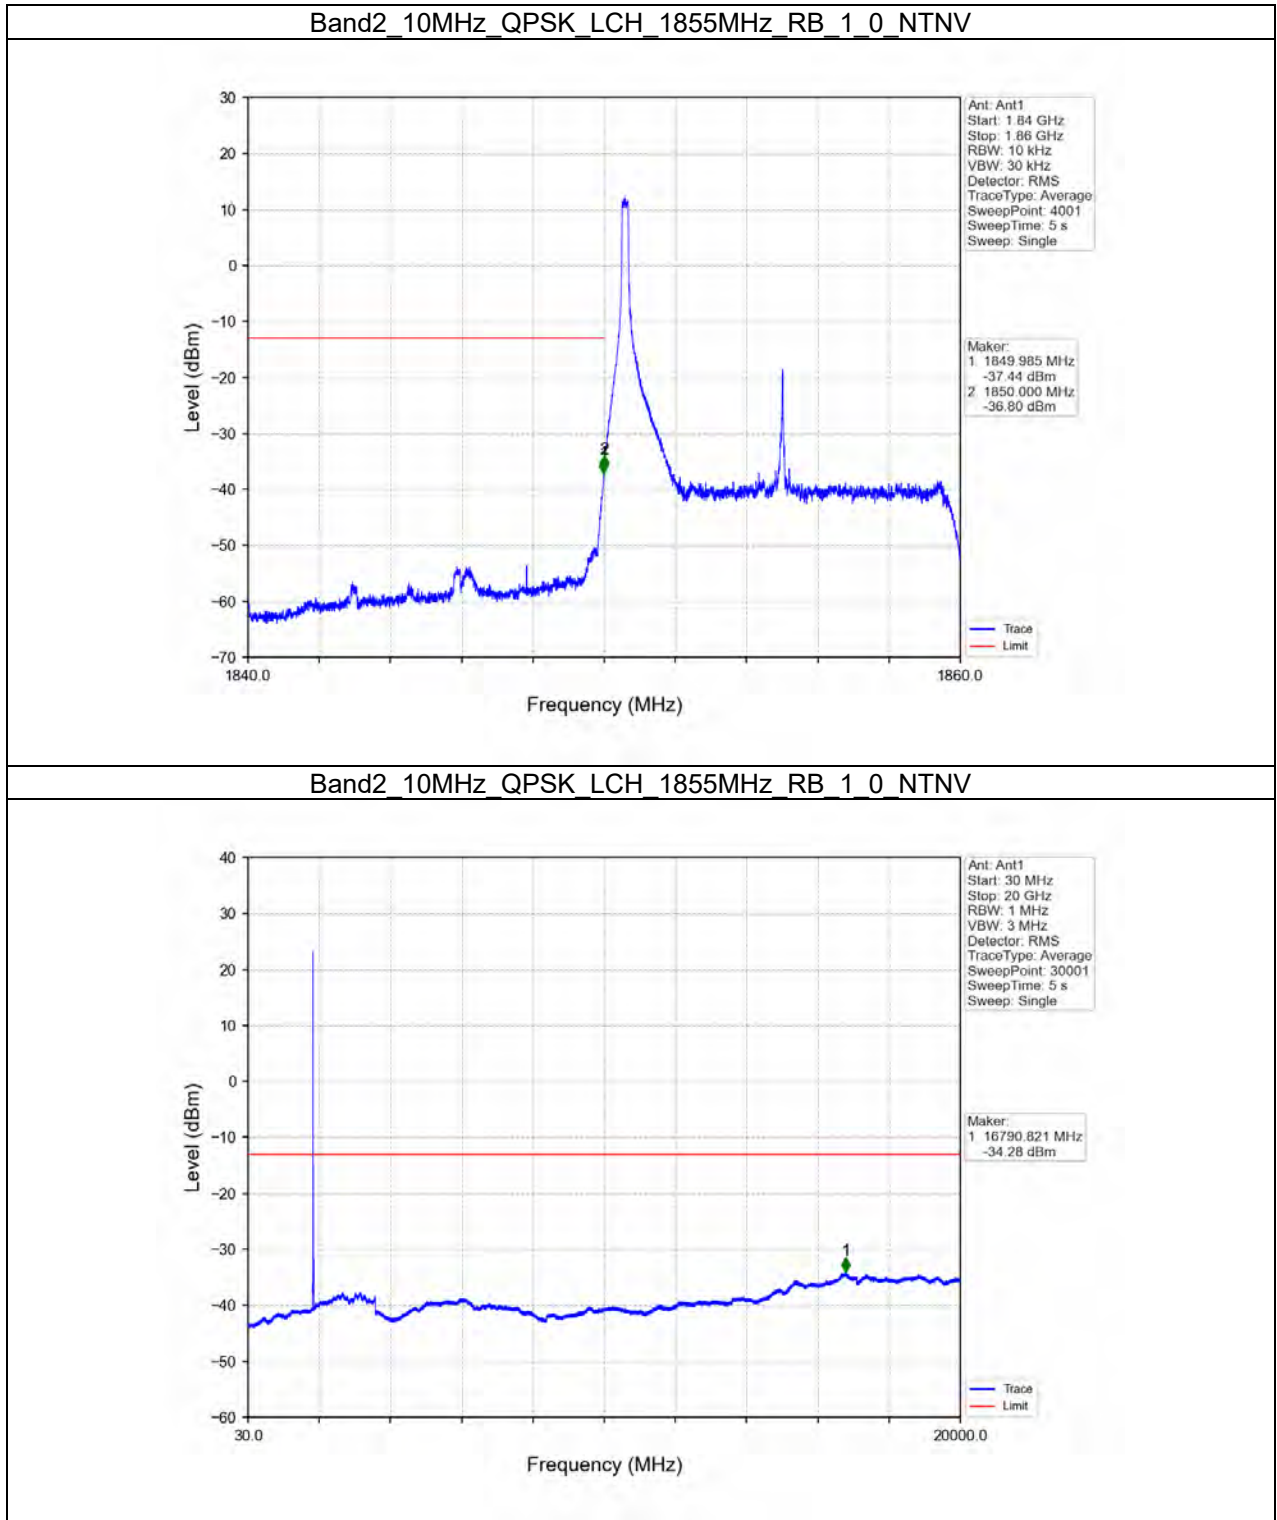 Band2_10MHz_QPSK_LCH_1855MHz_RB_1_0_NTNV
30
20
10
0
−10
−20
−30
−40
−50
−60
−70
Level (dBm)
1840.0
1860.0
Frequency (MHz)
2
Ant: Ant1
Start: 1.84 GHz
Stop: 1.86 GHz
RBW: 10 kHz
VBW: 30 kHz
Detector: RMS
TraceType: Average
SweepPoint: 4001
SweepTime: 5 s
Sweep: Single
Maker:
1 1849.985 MHz
-37.44 dBm
2 1850.000 MHz
-36.80 dBm
Trace
Limit
Band2_10MHz_QPSK_LCH_1855MHz_RB_1_0_NTNV
40
30
20
10
0
−10
−20
−30
−40
−50
−60
Level (dBm)
30.0
20000.0
Frequency (MHz)
1
Ant: Ant1
Start: 30 MHz
Stop: 20 GHz
RBW: 1 MHz
VBW: 3 MHz
Detector: RMS
TraceType: Average
SweepPoint: 30001
SweepTime: 5 s
Sweep: Single
Maker:
1 16790.821 MHz
-34.28 dBm
Trace
Limit